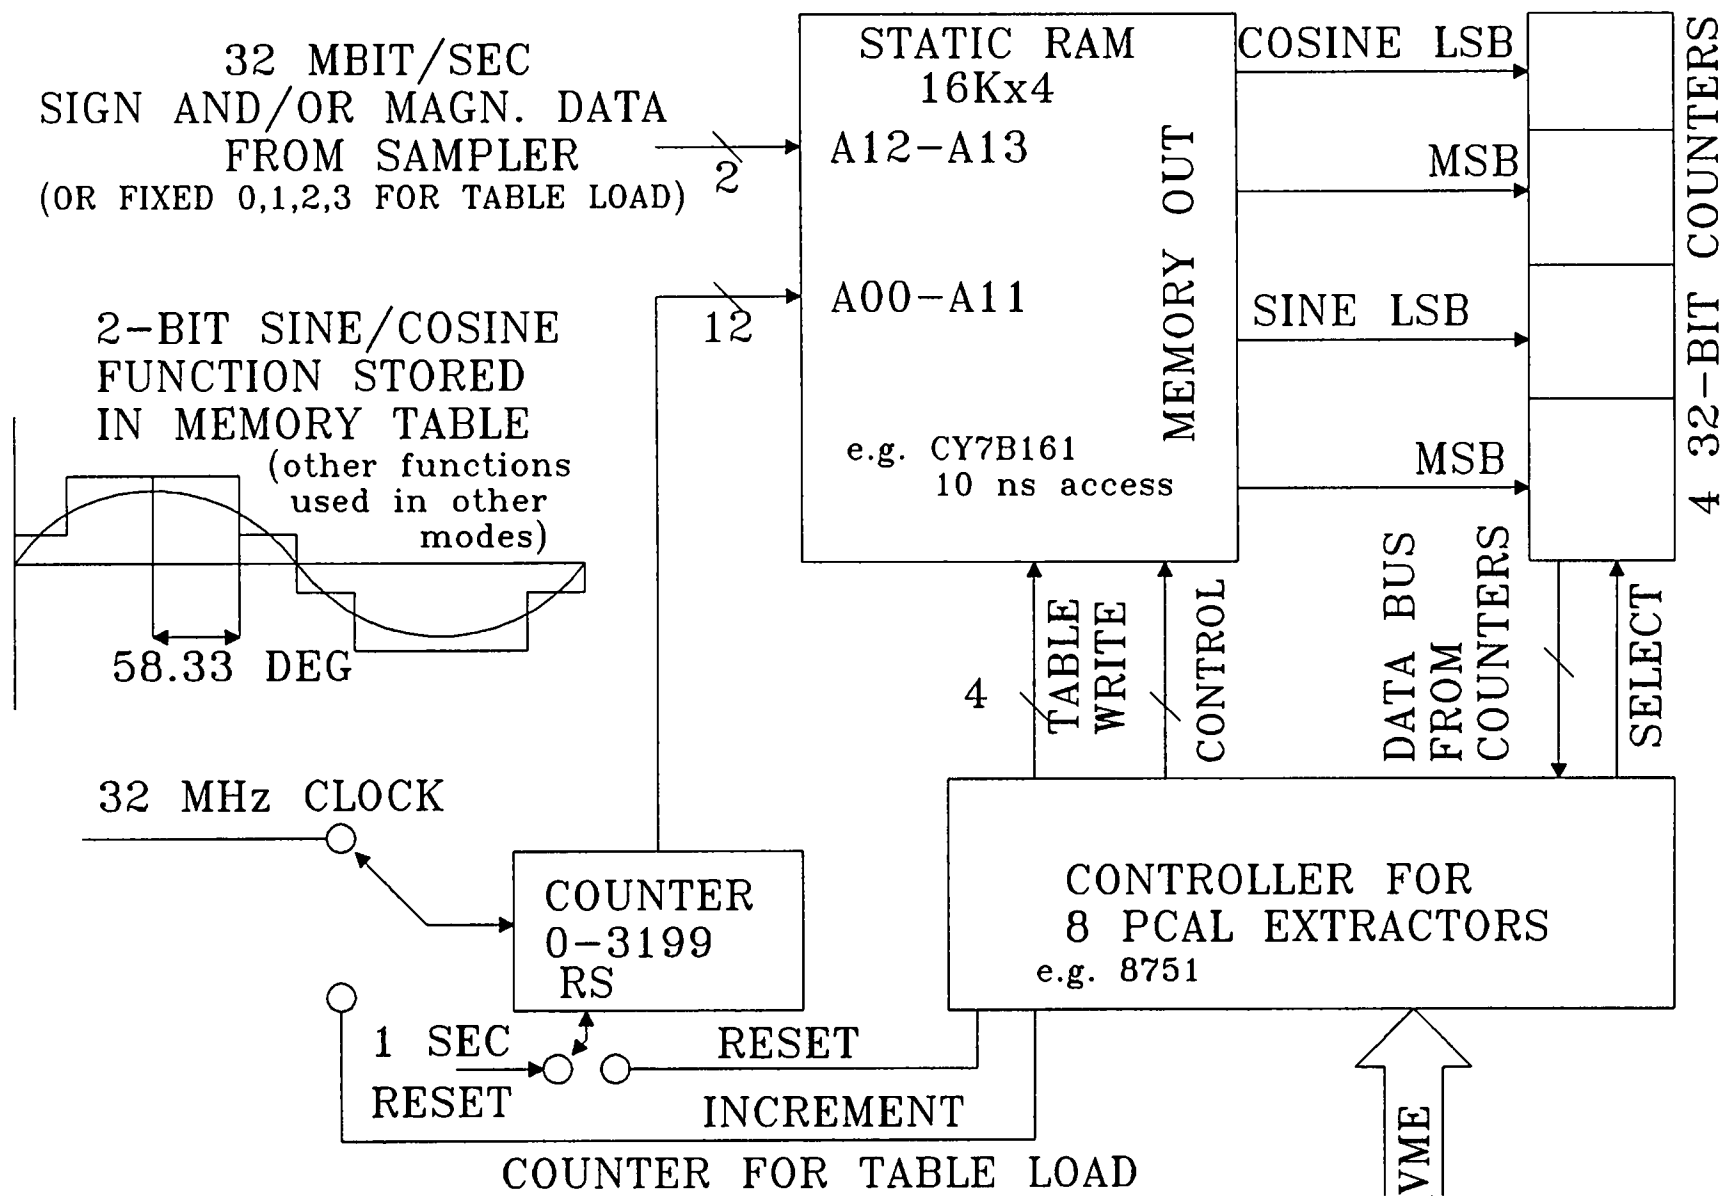 32 MBIT/SEC
SIGN AND/OR MAGN. DATA
FROM SAMPLER
(OR FIXED 0,1,2,3 FOR TABLE LOAD)
2
STATIC RAM
16Kx4
A12-A13
A00-A11
MEMORY OUT
e.g. CY7B161
10 ns access
COSINE LSB
MSB
SINE LSB
MSB
4 32-BIT COUNTERS
12
2-BIT SINE/COSINE
FUNCTION STORED
IN MEMORY TABLE
(other functions
used in other
modes)
58.33 DEG
4
TABLE
WRITE
CONTROL
DATA BUS
FROM
COUNTERS
SELECT
32 MHz CLOCK
COUNTER
0-3199
RS
CONTROLLER FOR
8 PCAL EXTRACTORS
e.g. 8751
1 SEC
RESET
RESET
INCREMENT
COUNTER FOR TABLE LOAD
VME